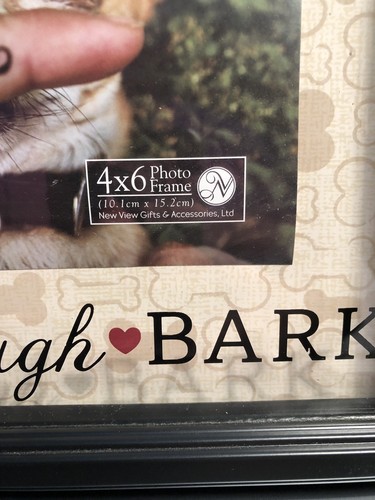 4x6 Photo Frame
(10.1cm x 15.2cm)
New View Gifts & Accessories, Ltd
ugh BARK